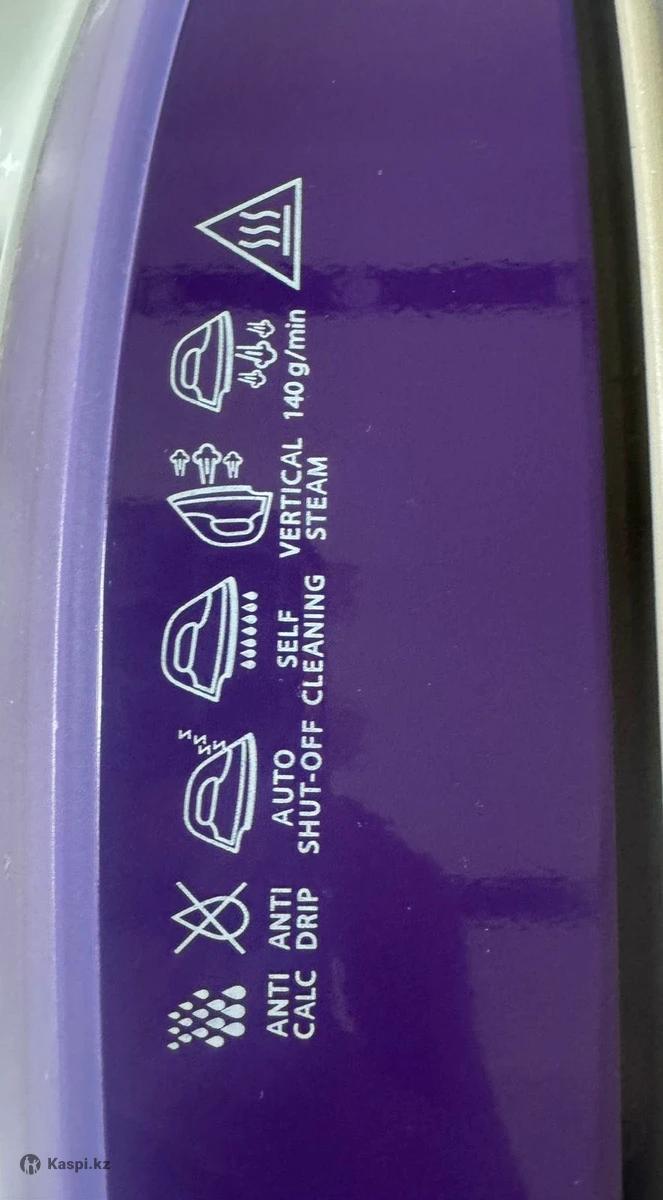 ANTI
CALC
ANTI
DRIP
AUTO
SHUT-OFF
SELF
CLEANING
VERTICAL
STEAM
140 g/min
Kaspi.kz